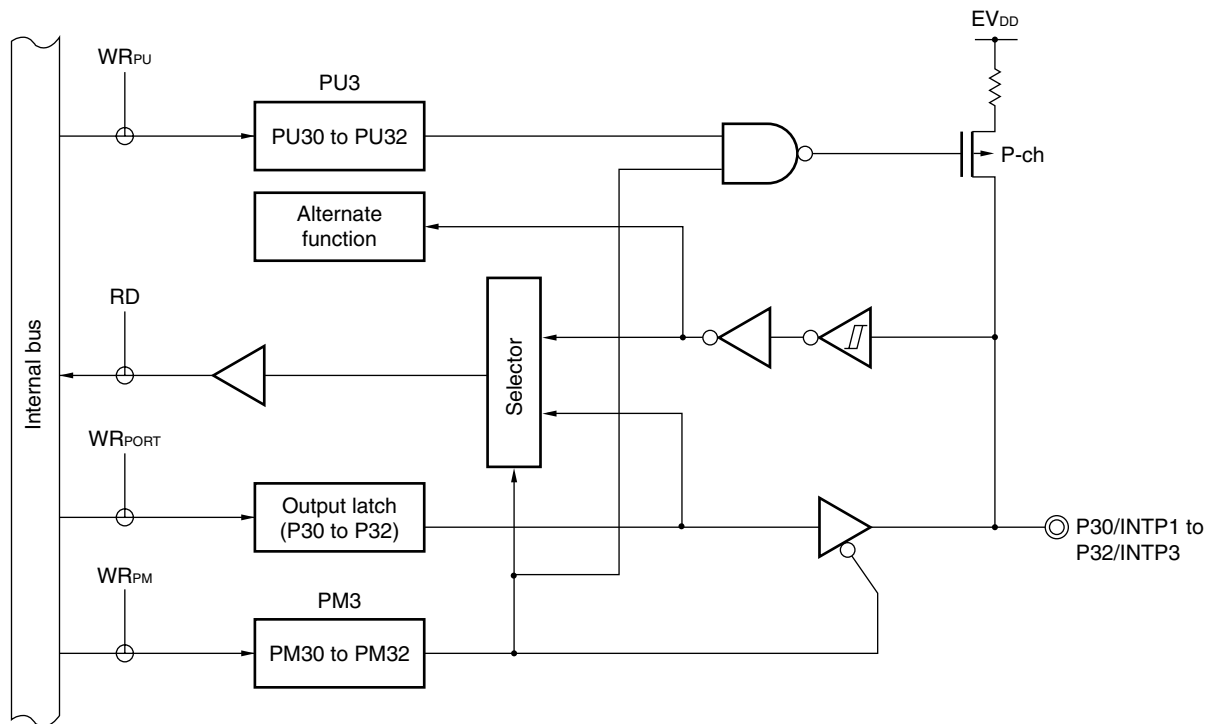 EVDD
WRPU
PU3
PU30 to PU32
P-ch
Alternate
function
RD
Internal bus
Selector
WRPORT
Output latch
(P30 to P32)
P30/INTP1 to
P32/INTP3
WRPM
PM3
PM30 to PM32